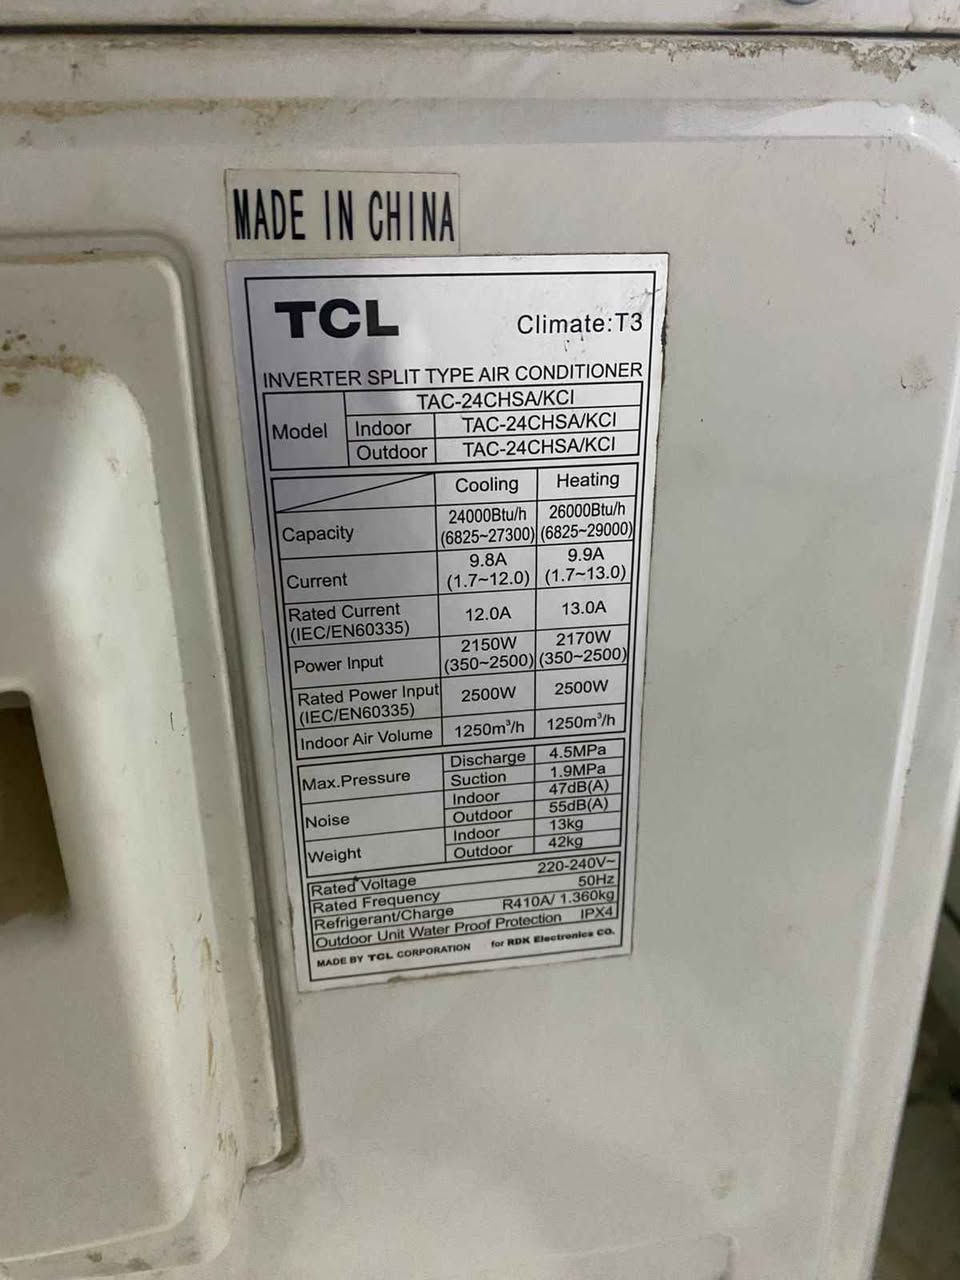 MADE IN CHINA
TCL Climate:T3
INVERTER SPLIT TYPE AIR CONDITIONER
Model TAC-24CHSA/KCI
Indoor TAC-24CHSA/KCI
Outdoor TAC-24CHSA/KCI
Cooling Heating
Capacity 24000Btu/h (6825~27300) 26000Btu/h (6825~29000)
Current 9.8A (1.7~12.0) 9.9A (1.7~13.0)
Rated Current (IEC/EN60335) 12.0A 13.0A
Power Input 2150W (350~2500) 2170W (350~2500)
Rated Power Input (IEC/EN60335) 2500W 2500W
Indoor Air Volume 1250m³/h 1250m³/h
Max.Pressure Discharge 4.5MPa
Suction 1.9MPa
Noise Indoor 47dB(A)
Outdoor 55dB(A)
Weight Indoor 13kg
Outdoor 42kg
Rated Voltage 220-240V~
Rated Frequency 50Hz
Refrigerant/Charge R410A/ 1.360kg
Outdoor Unit Water Proof Protection IPX4
MADE BY TCL CORPORATION for RDK Electronics CO.